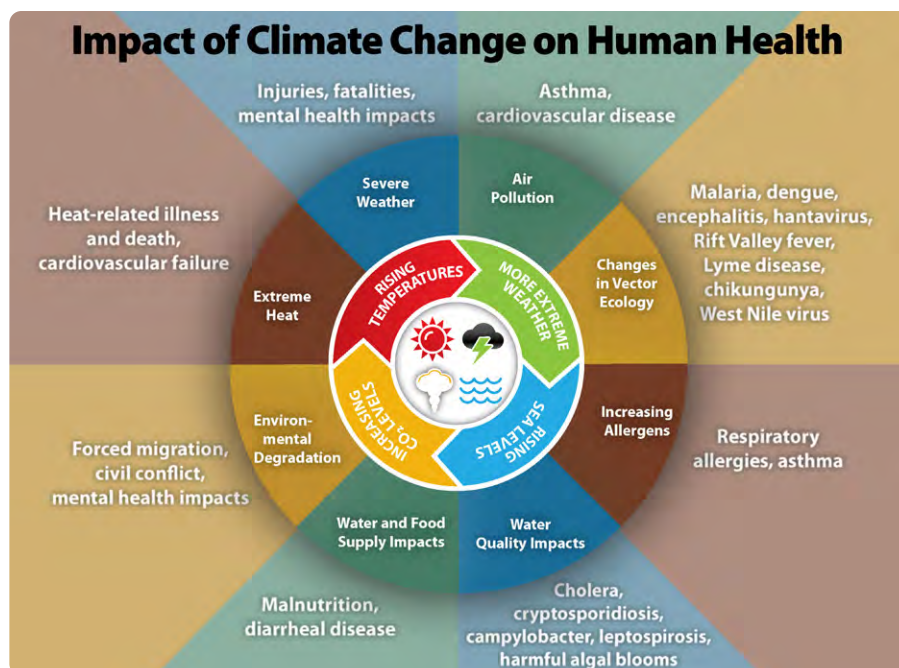 Impact of Climate Change on Human Health
Injuries, fatalities,
mental health impacts
Asthma,
cardiovascular disease
Severe
Weather
Air
Pollution
Heat-related illness
and death,
cardiovascular failure
Malaria, dengue,
encephalitis, hantavirus,
Rift Valley fever,
Lyme disease,
chikungunya,
West Nile virus
Extreme
Heat
Changes
in Vector
Ecology
RISING
TEMPERATURES
MORE EXTREME
WEATHER
INCREASING
CO₂ LEVELS
RISING
SEA LEVELS
Environ-
mental
Degradation
Increasing
Allergens
Forced migration,
civil conflict,
mental health impacts
Respiratory
allergies, asthma
Water and Food
Supply Impacts
Water
Quality Impacts
Malnutrition,
diarrheal disease
Cholera,
cryptosporidiosis,
campylobacter, leptospirosis,
harmful algal blooms